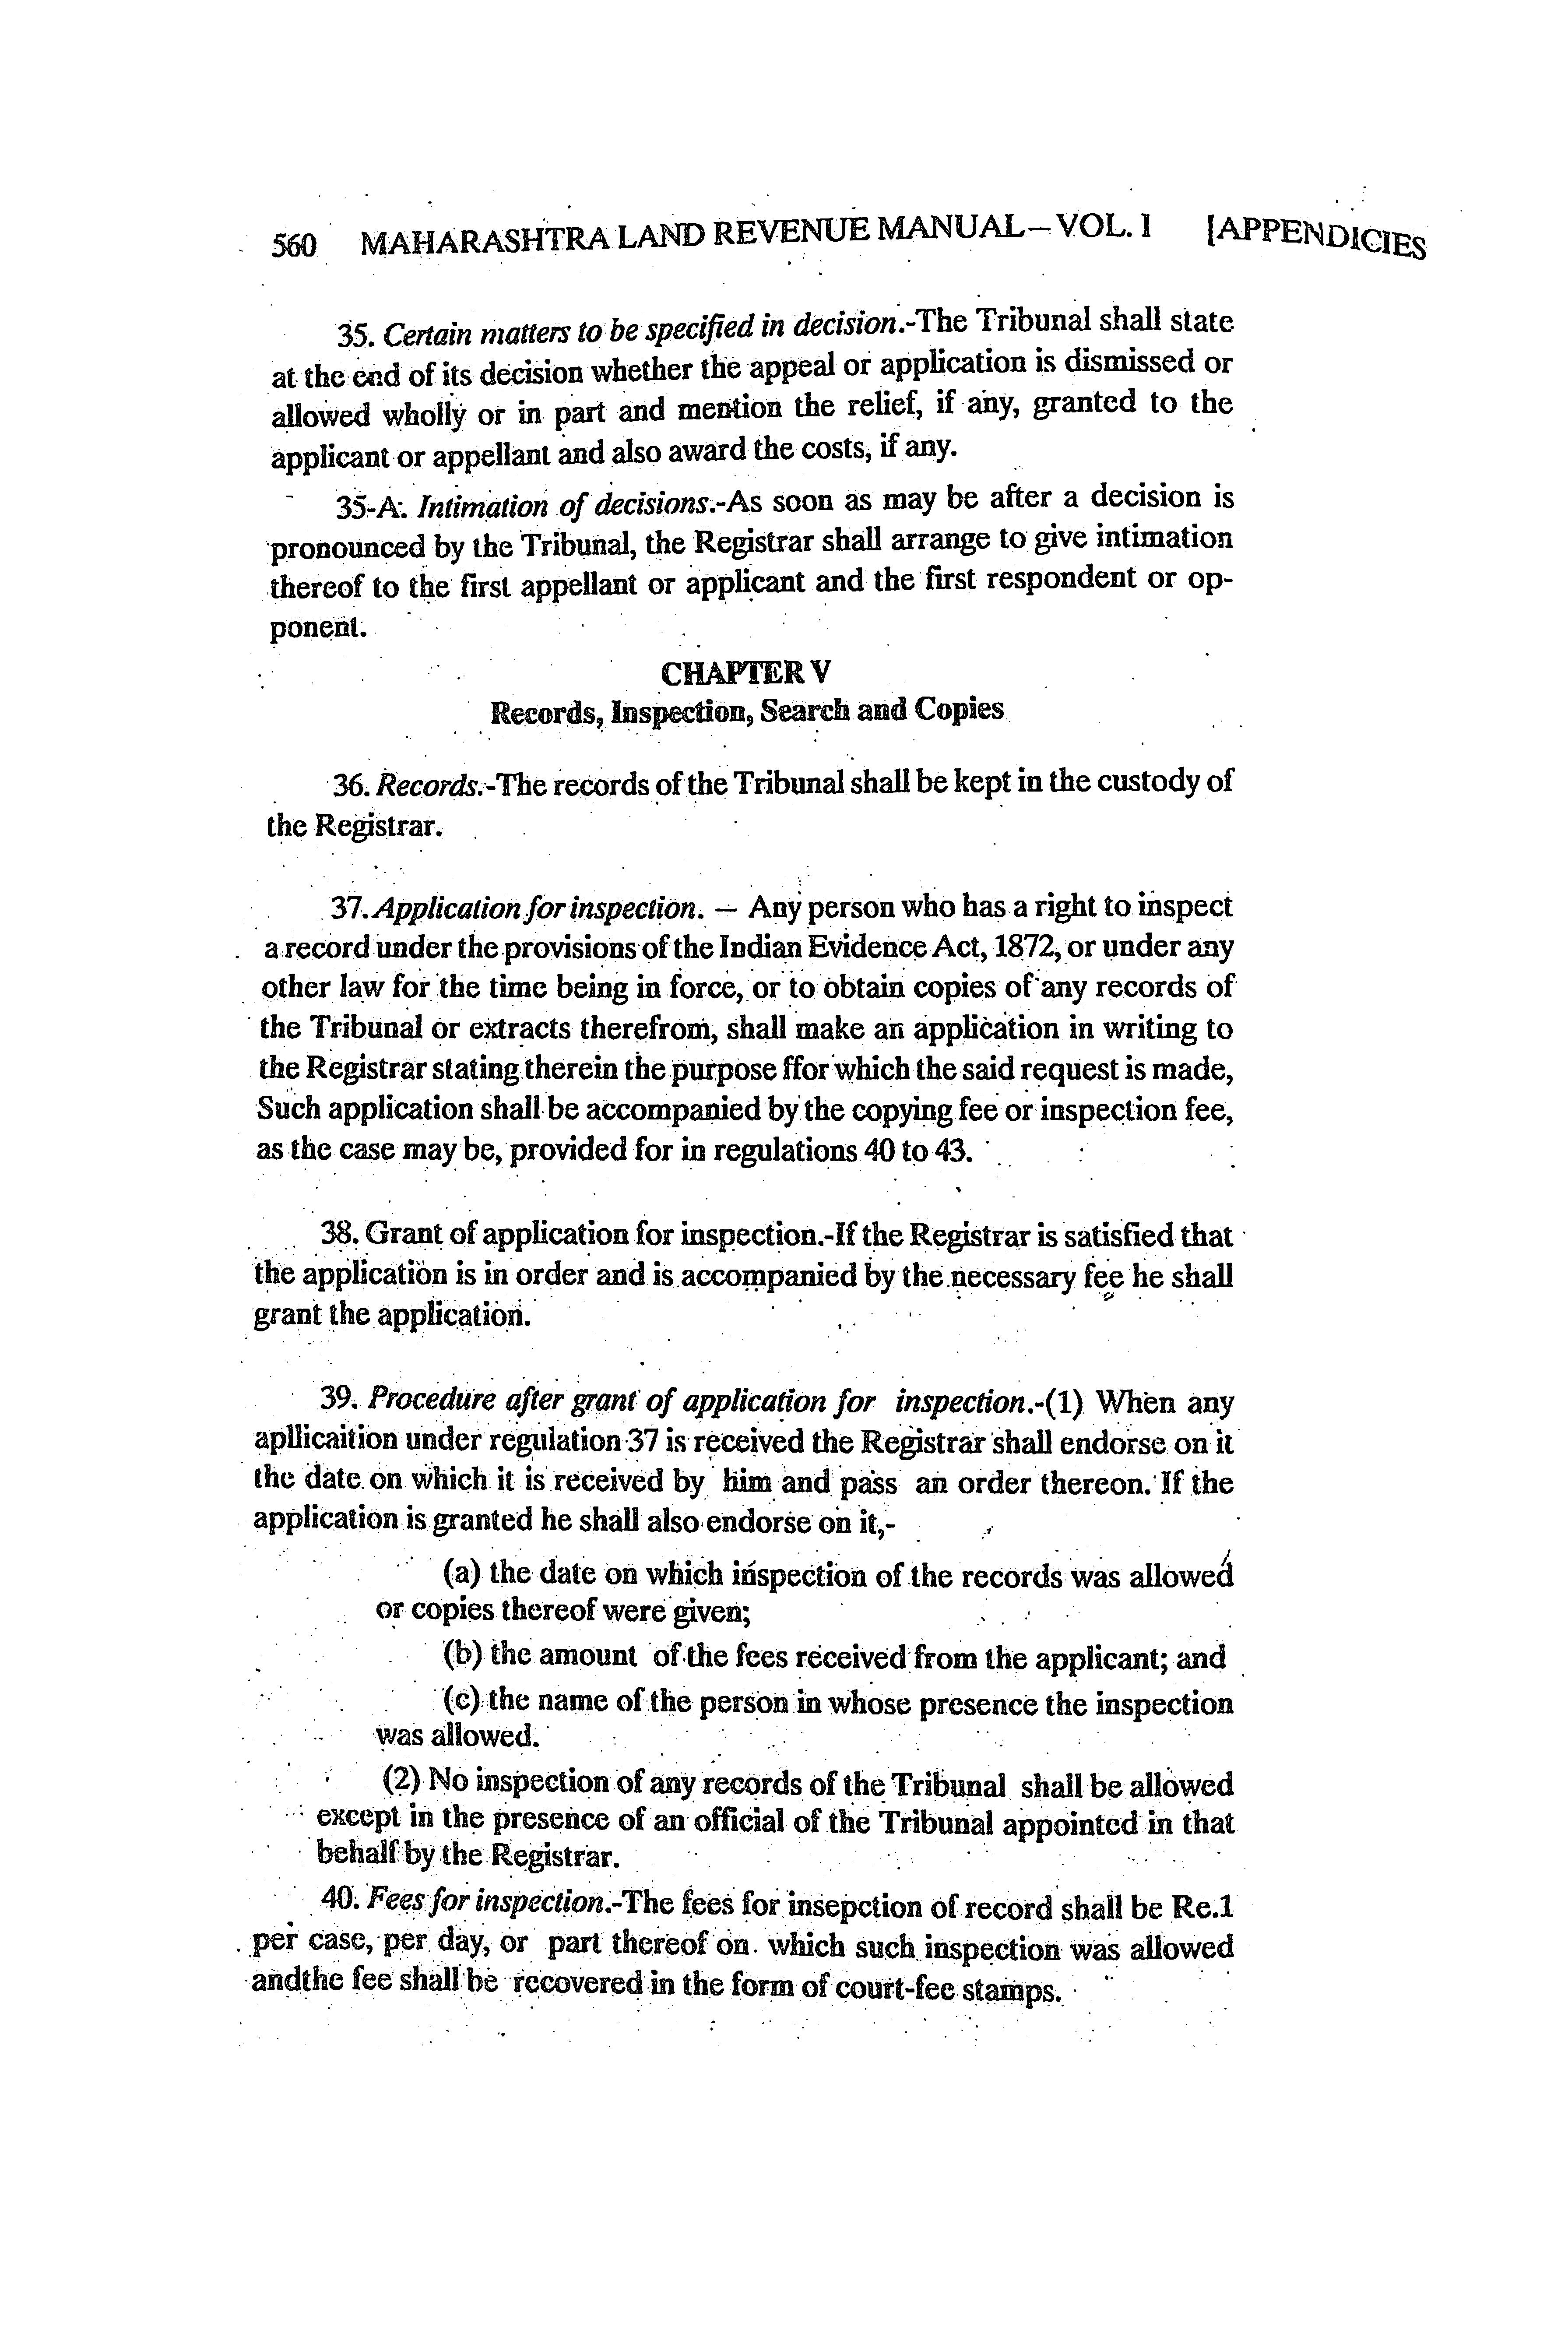 560 MAHARASHTRA LAND REVENUE MANUAL – VOL. I [APPENDICIES
35. Certain matters to be specified in decision.-The Tribunal shall state
at the end of its decision whether the appeal or application is dismissed or
allowed wholly or in part and mention the relief, if any, granted to the
applicant or appellant and also award the costs, if any.
35-A. Intimation of decisions.-As soon as may be after a decision is
pronounced by the Tribunal, the Registrar shall arrange to give intimation
thereof to the first appellant or applicant and the first respondent or op-
ponent.
CHAPTER V
Records, Inspection, Search and Copies
36. Records.-The records of the Tribunal shall be kept in the custody of
the Registrar.
37. Application for inspection. – Any person who has a right to inspect
a record under the provisions of the Indian Evidence Act, 1872, or under any
other law for the time being in force, or to obtain copies of any records of
the Tribunal or extracts therefrom, shall make an application in writing to
the Registrar stating therein the purpose ffor which the said request is made,
Such application shall be accompanied by the copying fee or inspection fee,
as the case may be, provided for in regulations 40 to 43.
38. Grant of application for inspection.-If the Registrar is satisfied that
the application is in order and is accompanied by the necessary fee he shall
grant the application.
39. Procedure after grant of application for inspection.-(1) When any
apllicaition under regulation 37 is received the Registrar shall endorse on it
the date on which it is received by him and pass an order thereon. If the
application is granted he shall also endorse on it,-
(a) the date on which inspection of the records was allowed
or copies thereof were given;
(b) the amount of the fees received from the applicant; and
(c) the name of the person in whose presence the inspection
was allowed.
(2) No inspection of any records of the Tribunal shall be allowed
except in the presence of an official of the Tribunal appointed in that
behalf by the Registrar.
40. Fees for inspection.-The fees for insepction of record shall be Re.1
per case, per day, or part thereof on which such inspection was allowed
andthe fee shall be recovered in the form of court-fee stamps.